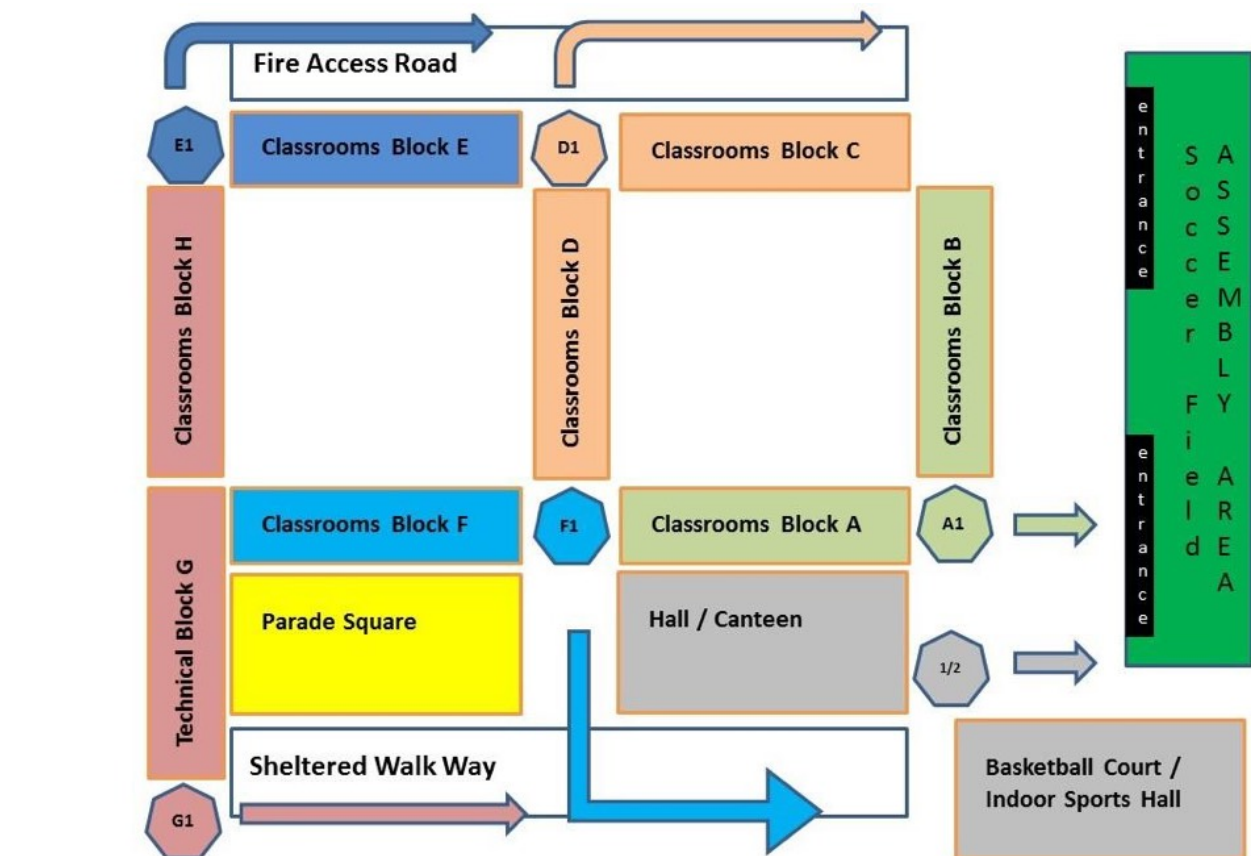 Fire Access Road
E1
Classrooms Block E
D1
Classrooms Block C
Classrooms Block H
Classrooms Block D
Classrooms Block B
entrance
Soccer Field
ASSEMBLY AREA
entrance
Classrooms Block F
F1
Classrooms Block A
A1
Technical Block G
Parade Square
Hall / Canteen
1/2
Sheltered Walk Way
G1
Basketball Court /
Indoor Sports Hall